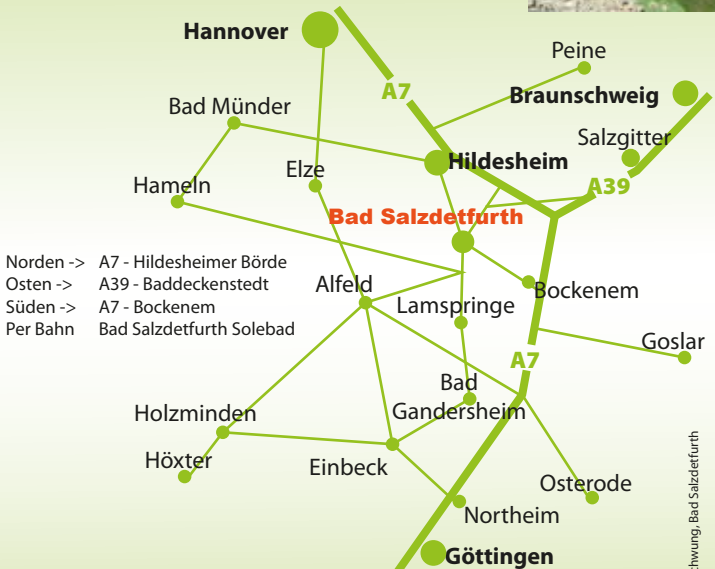 Hannover
Peine
A7
Braunschweig
Bad Münder
Salzgitter
Hildesheim
Elze
Hameln
A39
Bad Salzdetfurth
Norden -> A7 - Hildesheimer Börde
Osten -> A39 - Baddeckenstedt
Süden -> A7 - Bockenem
Per Bahn Bad Salzdetfurth Solebad
Alfeld
Bockenem
Lamspringe
Goslar
A7
Bad
Gandersheim
Holzminden
Höxter
Einbeck
Osterode
Northeim
Göttingen
Bad Salzdetfurth